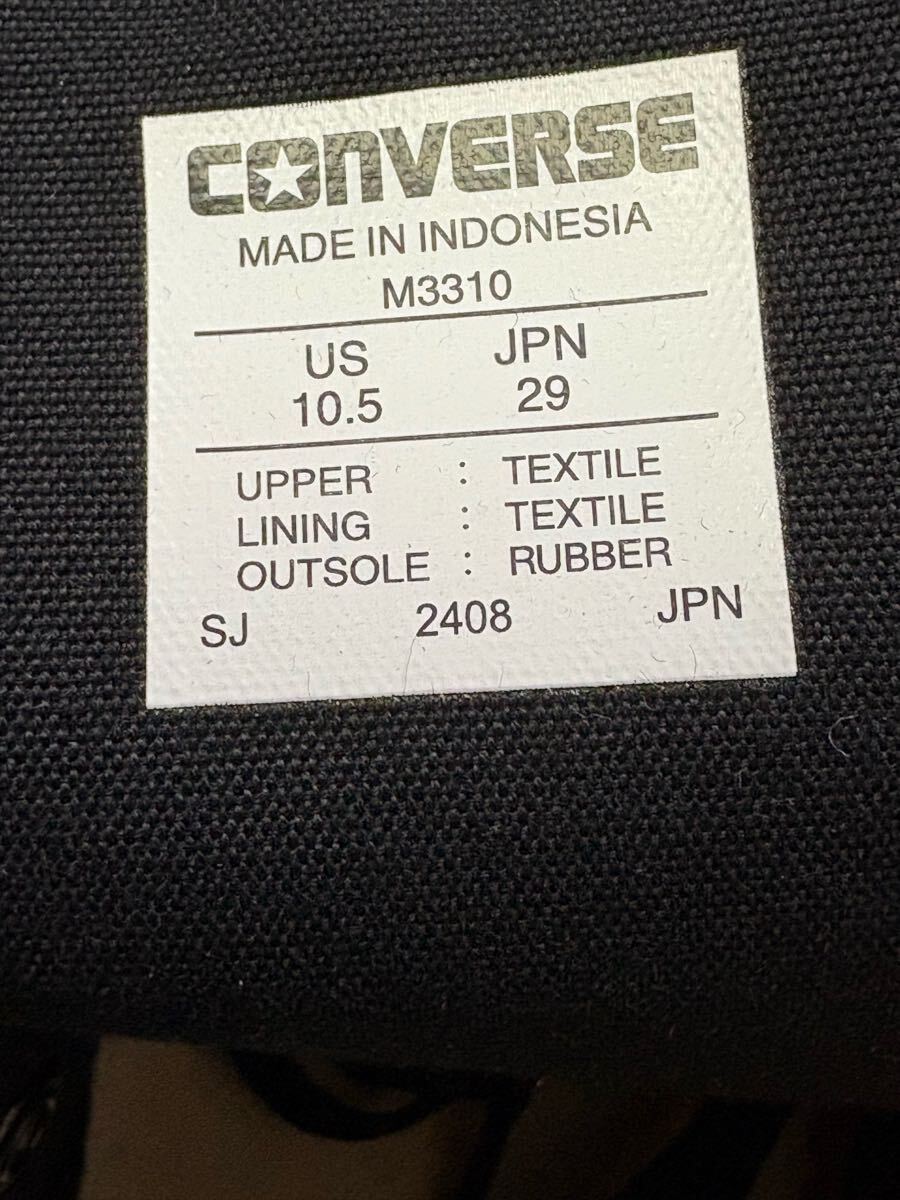 CONVERSE
MADE IN INDONESIA
M3310
US JPN
10.5 29
UPPER : TEXTILE
LINING : TEXTILE
OUTSOLE : RUBBER
SJ 2408 JPN